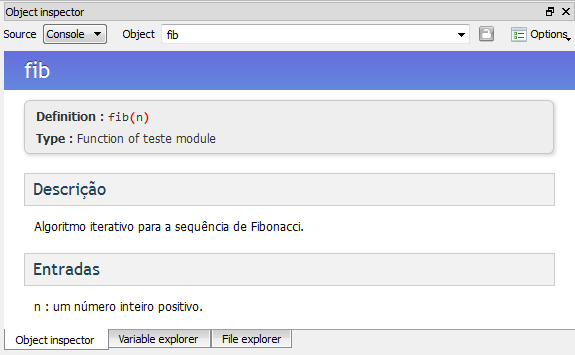 Object inspector
Source Console Object fib Options
fib
Definition : fib(n)
Type : Function of teste module
Descrição
Algoritmo iterativo para a sequência de Fibonacci.
Entradas
n : um número inteiro positivo.
Object inspector Variable explorer File explorer